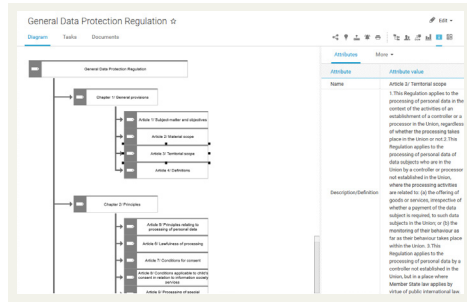 General Data Protection Regulation ☆
Edit
Diagram Tasks Documents
General Data Protection Regulation
Chapter 1/ General provisions
Article 1/ Subject-matter and objectives
Article 2/ Material scope
Article 3/ Territorial scope
Article 4/ Definitions
Chapter 2/ Principles
Article 5/ Principles relating to
processing of personal data
Article 6/ Lawfulness of processing
Article 7/ Conditions for consent
Article 8/ Conditions applicable to child's
consent in relation to information society
services
Article 9/ Processing of special
Attributes More
Attribute Attribute value
Name Article 3/ Territorial scope
Description/Definition
1.This Regulation applies to the
processing of personal data in the
context of the activities of an
establishment of a controller or a
processor in the Union, regardless
of whether the processing takes
place in the Union or not.2.This
Regulation applies to the
processing of personal data of
data subjects who are in the
Union by a controller or processor
not established in the Union,
where the processing activities
are related to: (a) the offering of
goods or services, irrespective of
whether a payment of the data
subject is required, to such data
subjects in the Union; or (b) the
monitoring of their behaviour as
far as their behaviour takes place
within the Union. 3.This
Regulation applies to the
processing of personal data by a
controller not established in the
Union, but in a place where
Member State law applies by
virtue of public international law